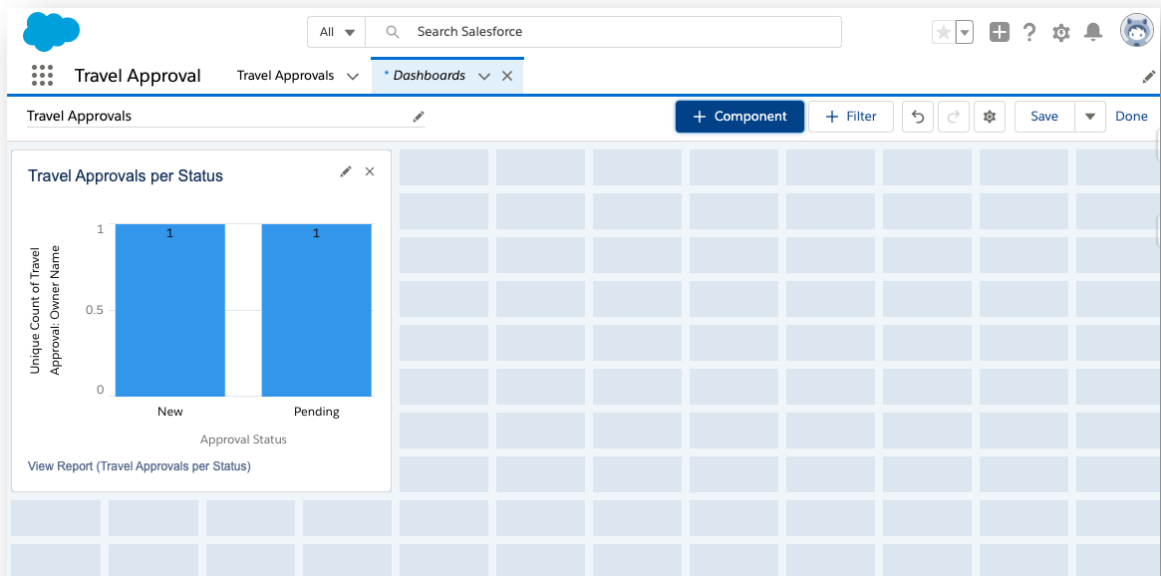 All
Search Salesforce
Travel Approval
Travel Approvals
* Dashboards
Travel Approvals
+ Component
+ Filter
Save
Done
Travel Approvals per Status
Unique Count of Travel
Approval: Owner Name
1
0.5
0
1
1
New
Pending
Approval Status
View Report (Travel Approvals per Status)